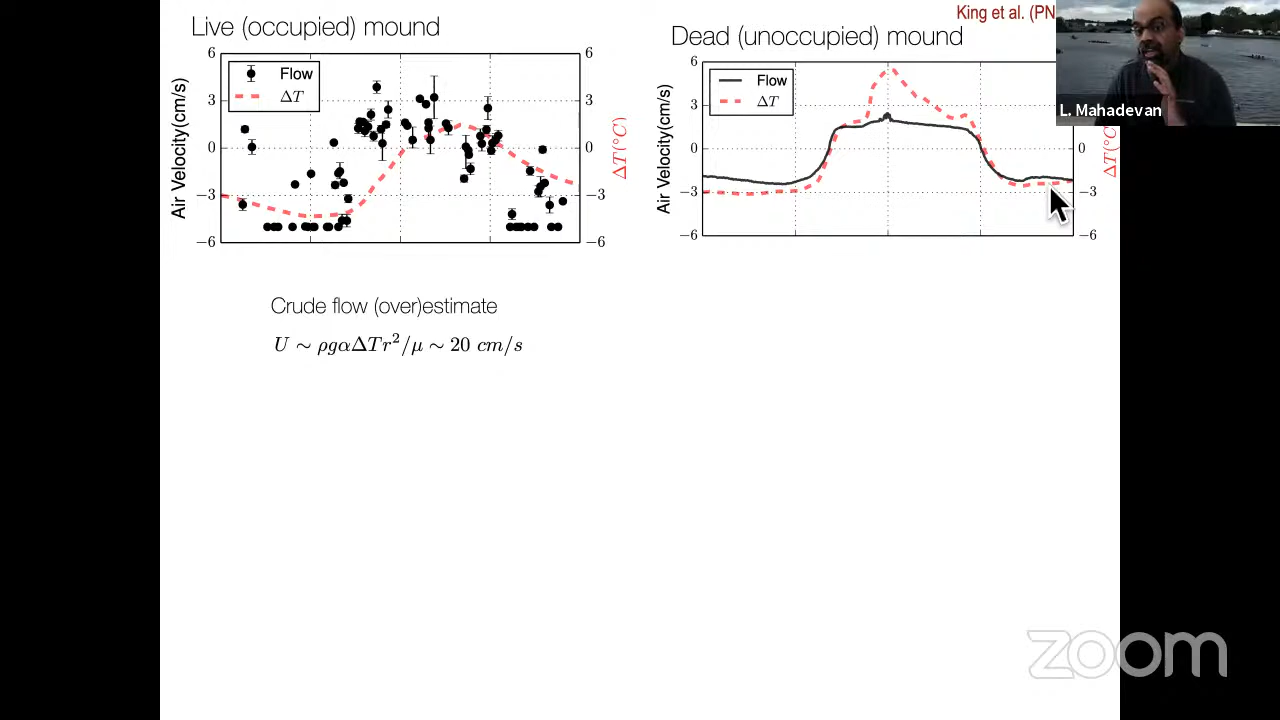 Live (occupied) mound
6
3
0
−3
−6
Air Velocity(cm/s)
Flow
ΔT
6
3
0
−3
−6
ΔT(°C)
King et al. (PN
Dead (unoccupied) mound
6
3
0
−3
−6
Air Velocity(cm/s)
Flow
ΔT
0
−3
−6
ΔT(°C
L. Mahadevan
Crude flow (over)estimate
U ∼ ρgαΔTr²/μ ∼ 20 cm/s
zoom